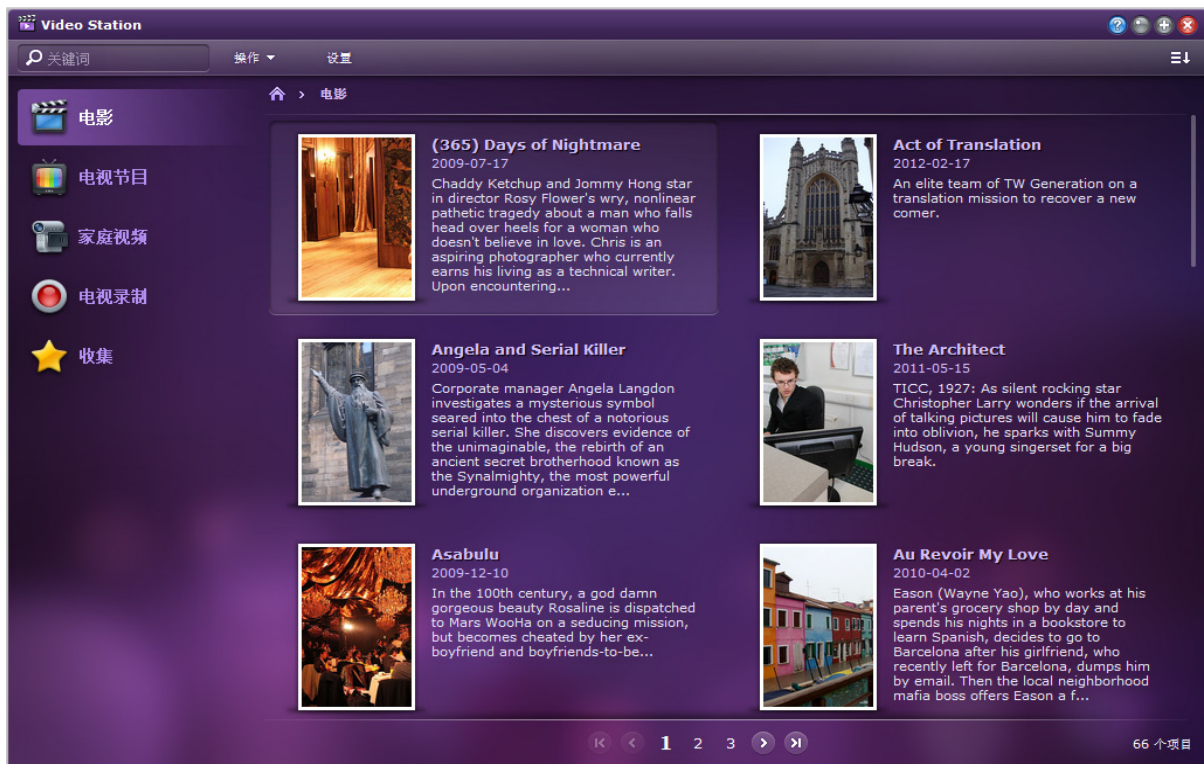 Video Station
关键词
操作
设置
电影
电视节目
家庭视频
电视录制
收集
› 电影
(365) Days of Nightmare
2009-07-17
Chaddy Ketchup and Jommy Hong star
in director Rosy Flower's wry, nonlinear
pathetic tragedy about a man who falls
head over heels for a woman who
doesn't believe in love. Chris is an
aspiring photographer who currently
earns his living as a technical writer.
Upon encountering...
Act of Translation
2012-02-17
An elite team of TW Generation on a
translation mission to recover a new
comer.
Angela and Serial Killer
2009-05-04
Corporate manager Angela Langdon
investigates a mysterious symbol
seared into the chest of a notorious
serial killer. She discovers evidence of
the unimaginable, the rebirth of an
ancient secret brotherhood known as
the Synalmighty, the most powerful
underground organization e...
The Architect
2011-05-15
TICC, 1927: As silent rocking star
Christopher Larry wonders if the arrival
of talking pictures will cause him to fade
into oblivion, he sparks with Summy
Hudson, a young singerset for a big
break.
Asabulu
2009-12-10
In the 100th century, a god damn
gorgeous beauty Rosaline is dispatched
to Mars WooHa on a seducing mission,
but becomes cheated by her ex-
boyfriend and boyfriends-to-be...
Au Revoir My Love
2010-04-02
Eason (Wayne Yao), who works at his
parent's grocery shop by day and
spends his nights in a bookstore to
learn Spanish, decides to go to
Barcelona after his girlfriend, who
recently left for Barcelona, dumps him
by email. Then the local neighborhood
mafia boss offers Eason a f...
1 2 3
66 个项目